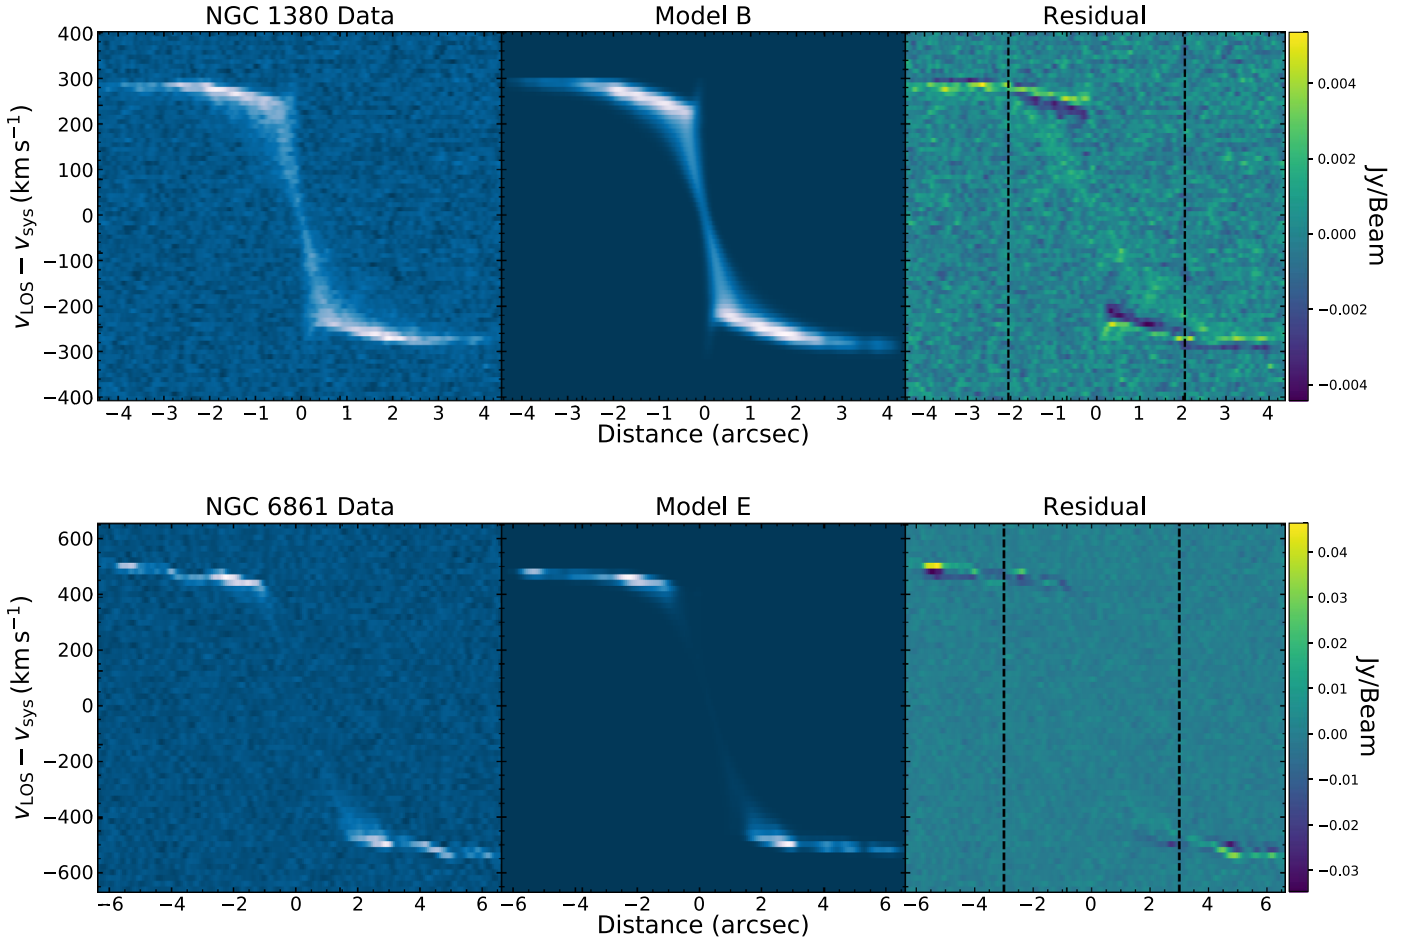 NGC 1380 Data Model B Residual
400
300
200
100
0
−100
−200
−300
−400
v_LOS − v_sys (km s⁻¹)
−4 −3 −2 −1 0 1 2 3 4
−4 −3 −2 −1 0 1 2 3 4
−4 −3 −2 −1 0 1 2 3 4
Distance (arcsec)
0.004
0.002
0.000
−0.002
−0.004
Jy/Beam
NGC 6861 Data Model E Residual
600
400
200
0
−200
−400
−600
v_LOS − v_sys (km s⁻¹)
−6 −4 −2 0 2 4 6
−6 −4 −2 0 2 4 6
−6 −4 −2 0 2 4 6
Distance (arcsec)
0.04
0.03
0.02
0.01
0.00
−0.01
−0.02
−0.03
Jy/Beam